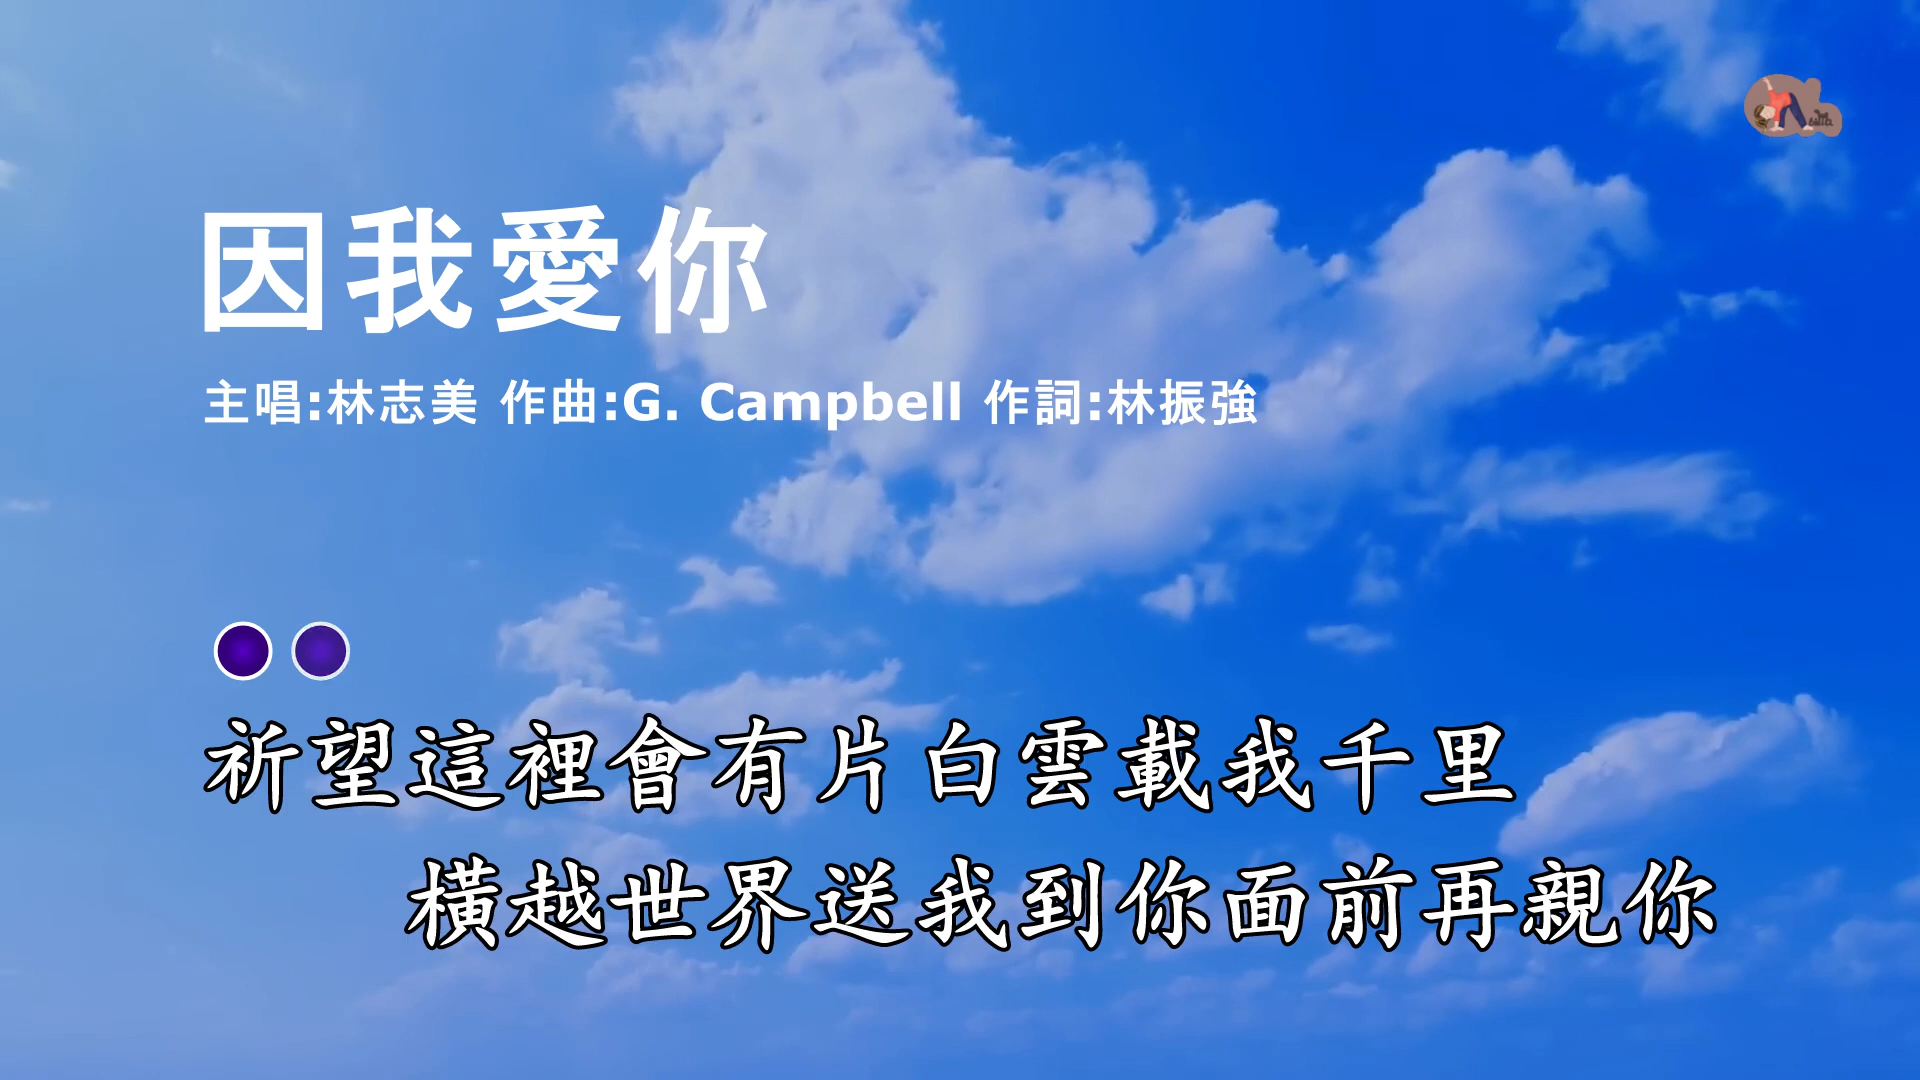 因我愛你
主唱:林志美 作曲:G. Campbell 作詞:林振強
祈望這裡會有片白雲載我千里
橫越世界送我到你面前再親你